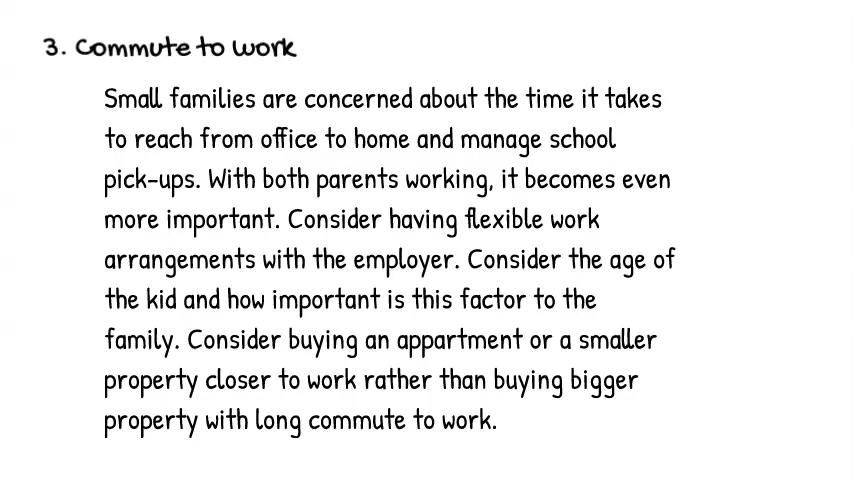 3. Commute to work
Small families are concerned about the time it takes
to reach from office to home and manage school
pick-ups. With both parents working, it becomes even
more important. Consider having flexible work
arrangements with the employer. Consider the age of
the kid and how important is this factor to the
family. Consider buying an appartment or a smaller
property closer to work rather than buying bigger
property with long commute to work.